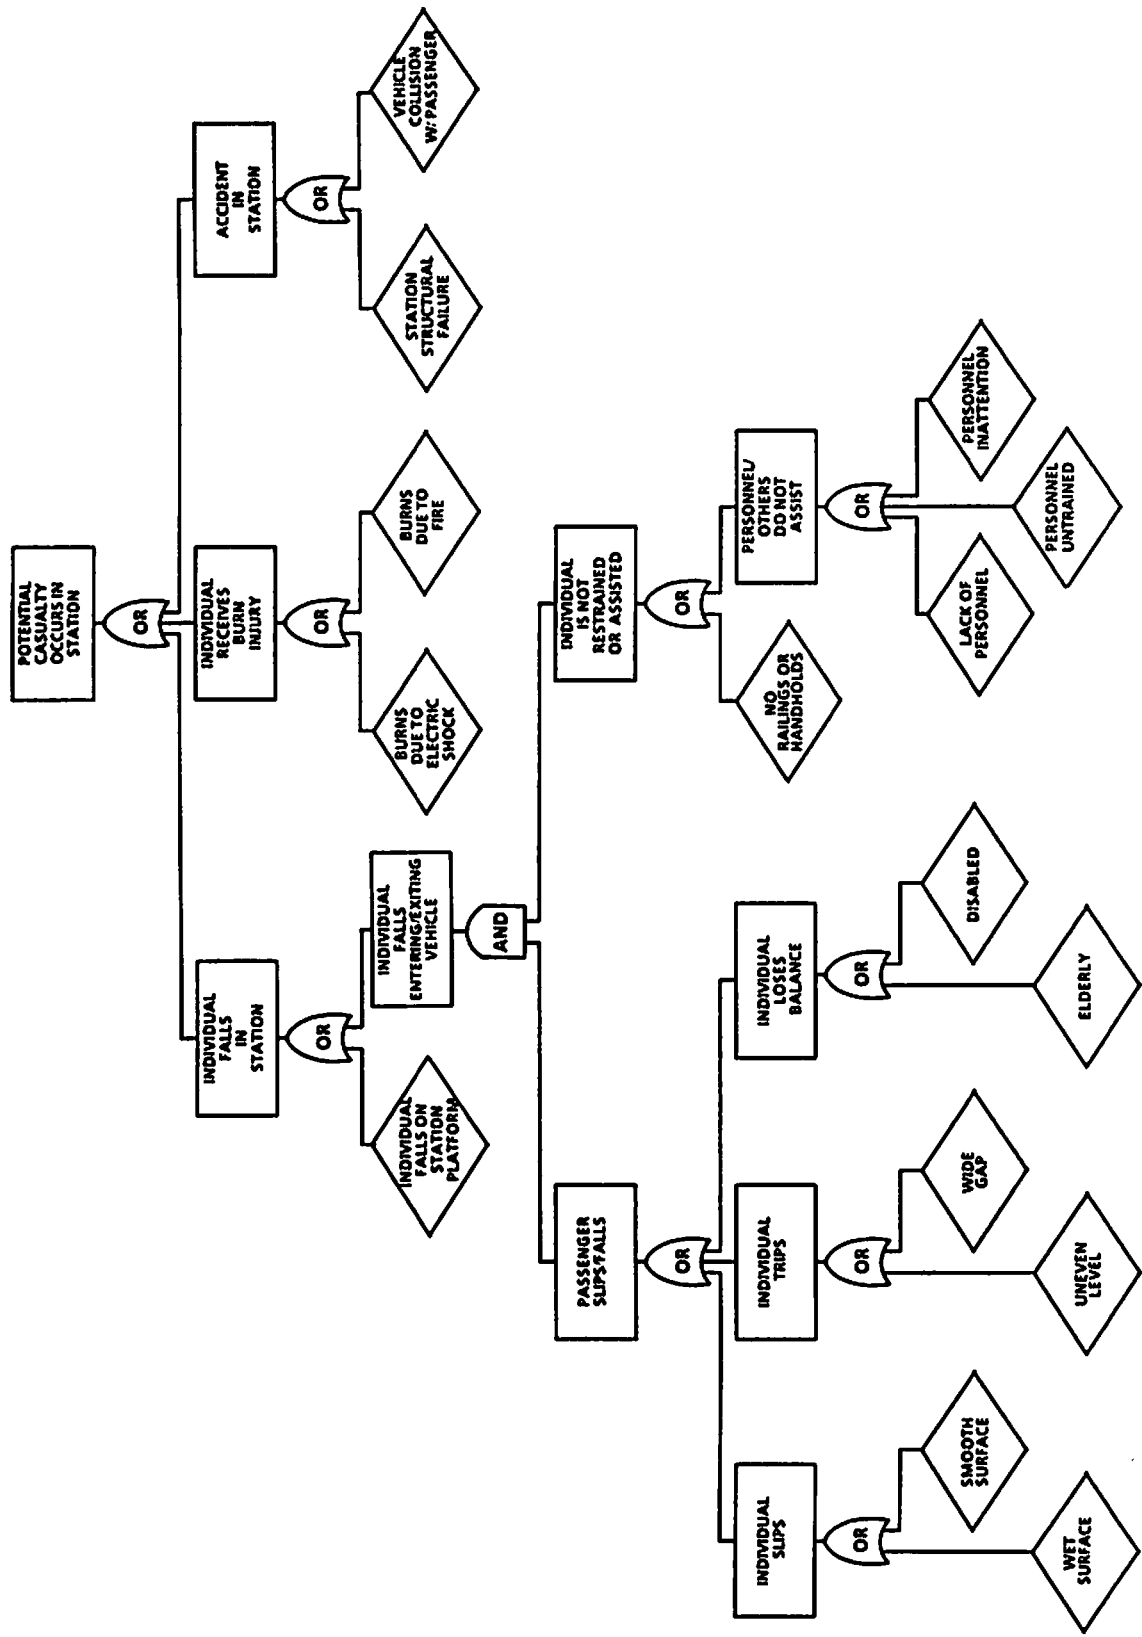 POTENTIAL
CASUALTY
OCCURS IN
STATION
OR
INDIVIDUAL
FALLS
IN
STATION
INDIVIDUAL
RECEIVES
BURN
INJURY
ACCIDENT
IN
STATION
OR
OR
OR
INDIVIDUAL
FALLS ON
STATION
PLATFORM
INDIVIDUAL
FALLS
ENTERING/EXITING
VEHICLE
BURNS
DUE TO
ELECTRIC
SHOCK
BURNS
DUE TO
FIRE
STATION
STRUCTURAL
FAILURE
VEHICLE
COLLISION
W/PASSENGER
AND
PASSENGER
SLIPS/FALLS
INDIVIDUAL
IS NOT
RESTRAINED
OR ASSISTED
OR
OR
INDIVIDUAL
SLIPS
INDIVIDUAL
TRIPS
INDIVIDUAL
LOSES
BALANCE
NO
RAILINGS OR
HANDHOLDS
PERSONNEL/
OTHERS
DO NOT
ASSIST
OR
OR
OR
OR
WET
SURFACE
SMOOTH
SURFACE
UNEVEN
LEVEL
WIDE
GAP
ELDERLY
DISABLED
LACK OF
PERSONNEL
PERSONNEL
UNTRAINED
PERSONNEL
INATTENTION